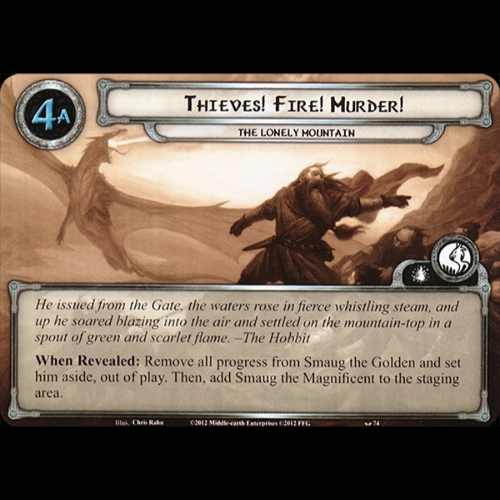 4A
THIEVES! FIRE! MURDER!
THE LONELY MOUNTAIN
He issued from the Gate, the waters rose in fierce whistling steam, and
up he soared blazing into the air and settled on the mountain-top in a
spout of green and scarlet flame. –The Hobbit
When Revealed: Remove all progress from Smaug the Golden and set
him aside, out of play. Then, add Smaug the Magnificent to the staging
area.
Illus. Chris Rahn ©2012 Middle-earth Enterprises ©2012 FFG 74